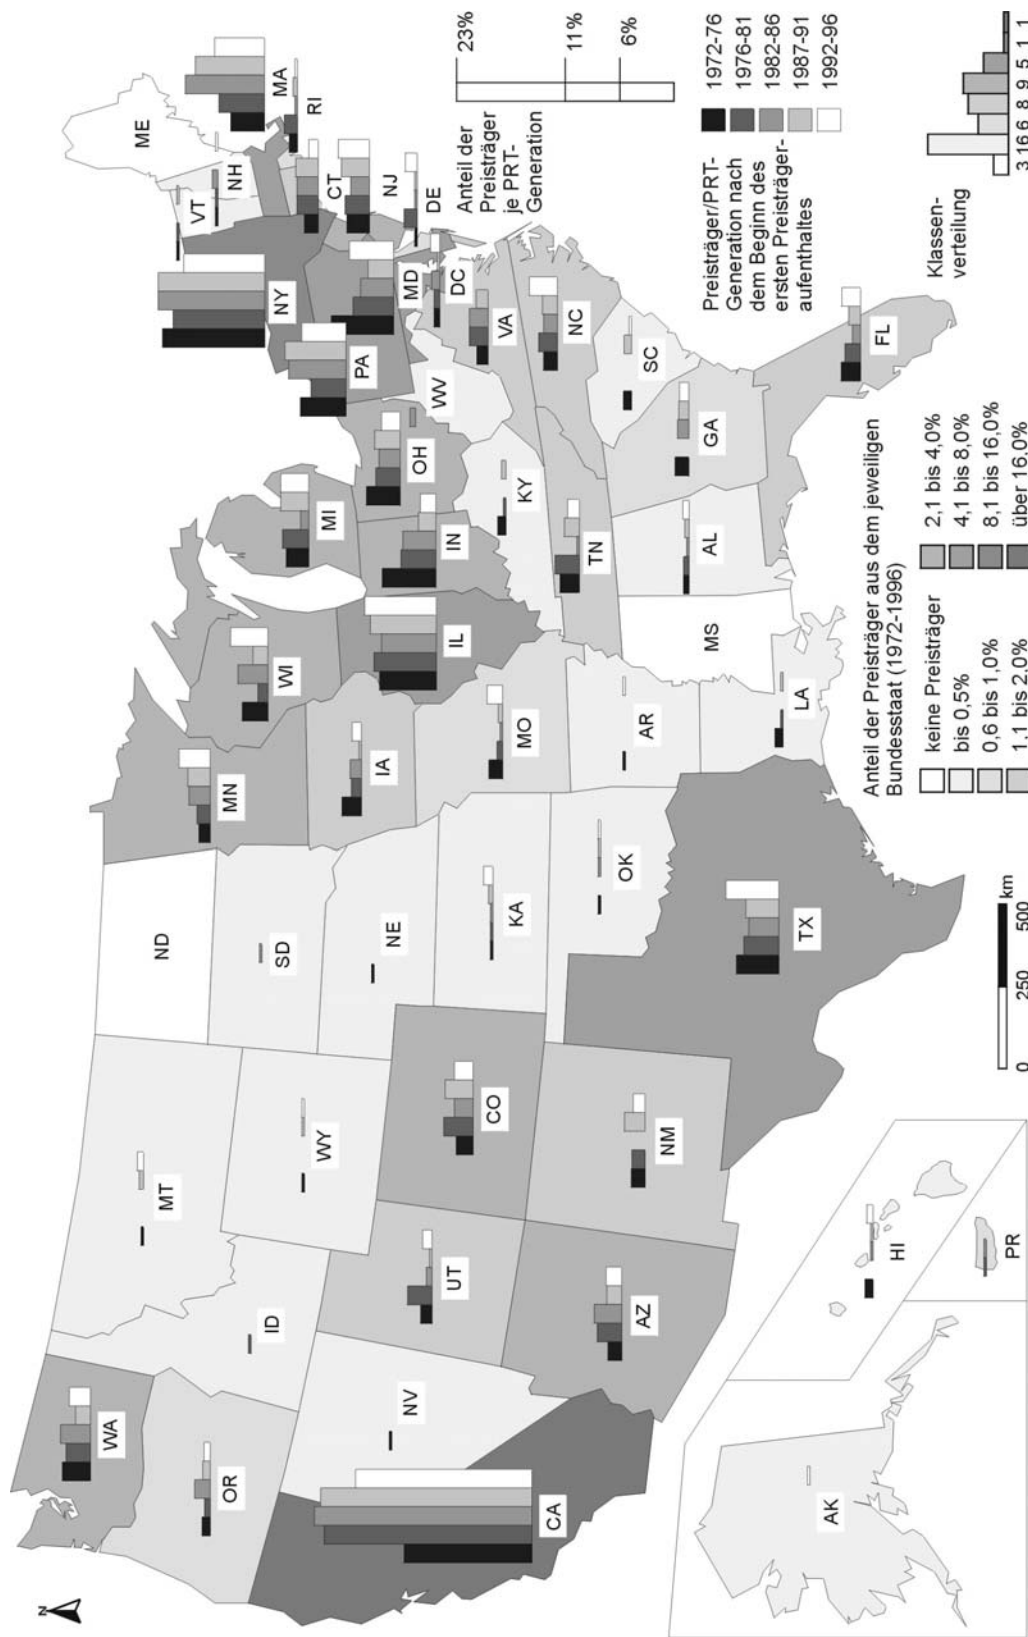 N
WA
OR
CA
NV
ID
MT
WY
UT
AZ
CO
NM
ND
SD
NE
KA
OK
TX
MN
IA
MO
AR
LA
WI
IL
MS
MI
IN
OH
KY
TN
AL
GA
FL
SC
NC
VA
WV
PA
NY
VT
NH
ME
MA
RI
CT
NJ
DE
MD
DC
AK
HI
PR
Anteil der
Preisträger
je PRT-
Generation
23%
11%
6%
Preisträger/PRT-
Generation nach
dem Beginn des
ersten Preisträger-
aufenthaltes
1972-76
1976-81
1982-86
1987-91
1992-96
Klassen-
verteilung
3 16 6 8 9 5 1 1
Anteil der Preisträger aus dem jeweiligen
Bundesstaat (1972-1996)
keine Preisträger
bis 0,5%
0,6 bis 1,0%
1,1 bis 2,0%
2,1 bis 4,0%
4,1 bis 8,0%
8,1 bis 16,0%
über 16,0%
0 250 500
km